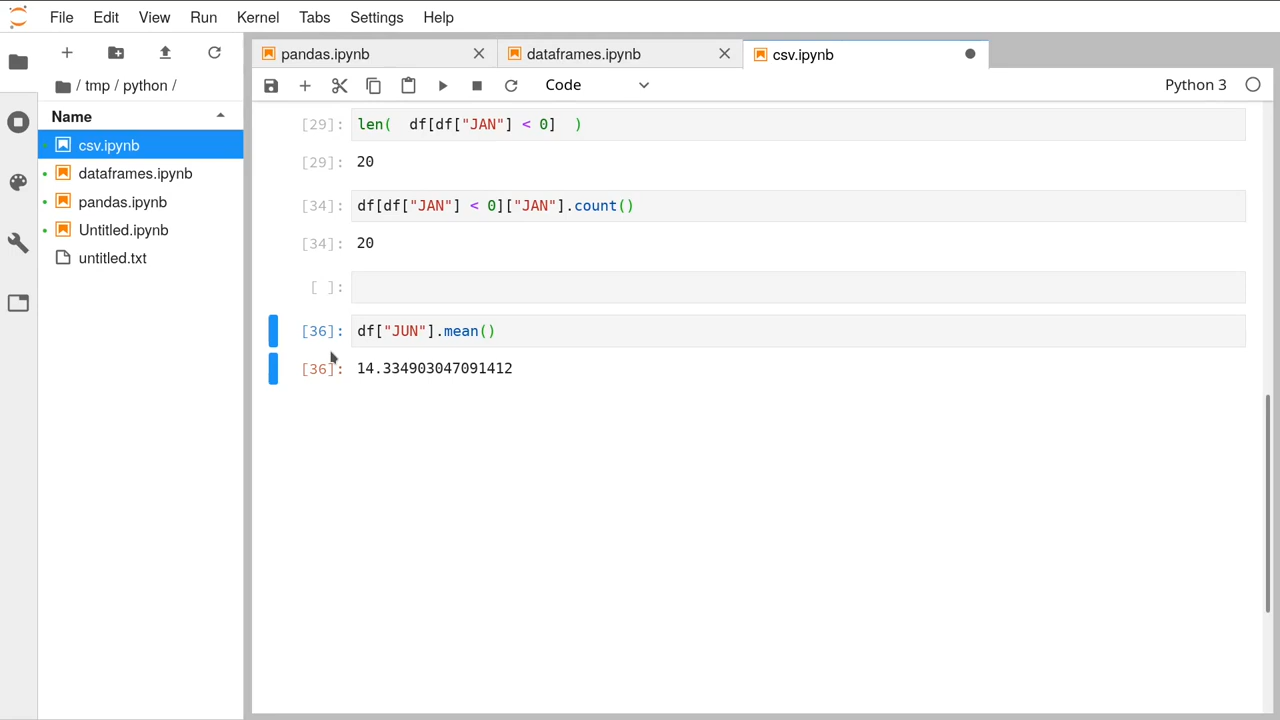 File Edit View Run Kernel Tabs Settings Help
pandas.ipynb dataframes.ipynb csv.ipynb
/ tmp / python /
Code Python 3
Name
csv.ipynb
dataframes.ipynb
pandas.ipynb
Untitled.ipynb
untitled.txt
[29]: len(  df[df["JAN"] < 0]  )
[29]: 20
[34]: df[df["JAN"] < 0]["JAN"].count()
[34]: 20
[ ]:
[36]: df["JUN"].mean()
[36]: 14.334903047091412